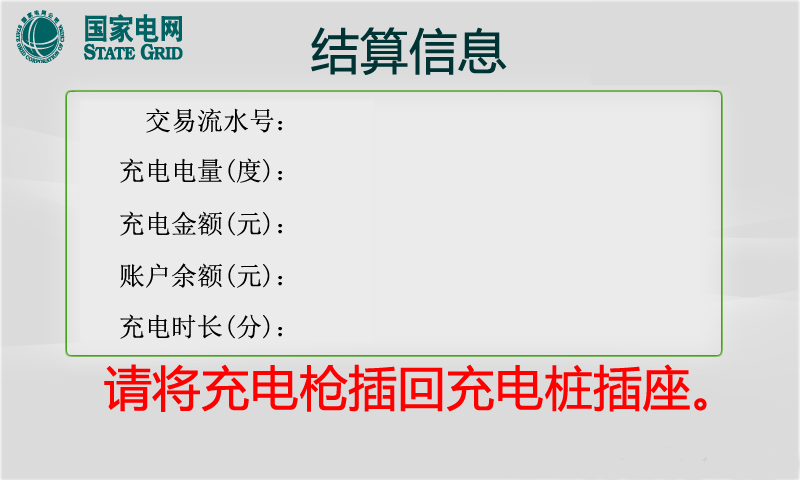 国家电网
STATE GRID
结算信息
交易流水号：
充电电量(度)：
充电金额(元)：
账户余额(元)：
充电时长(分)：
请将充电枪插回充电桩插座。